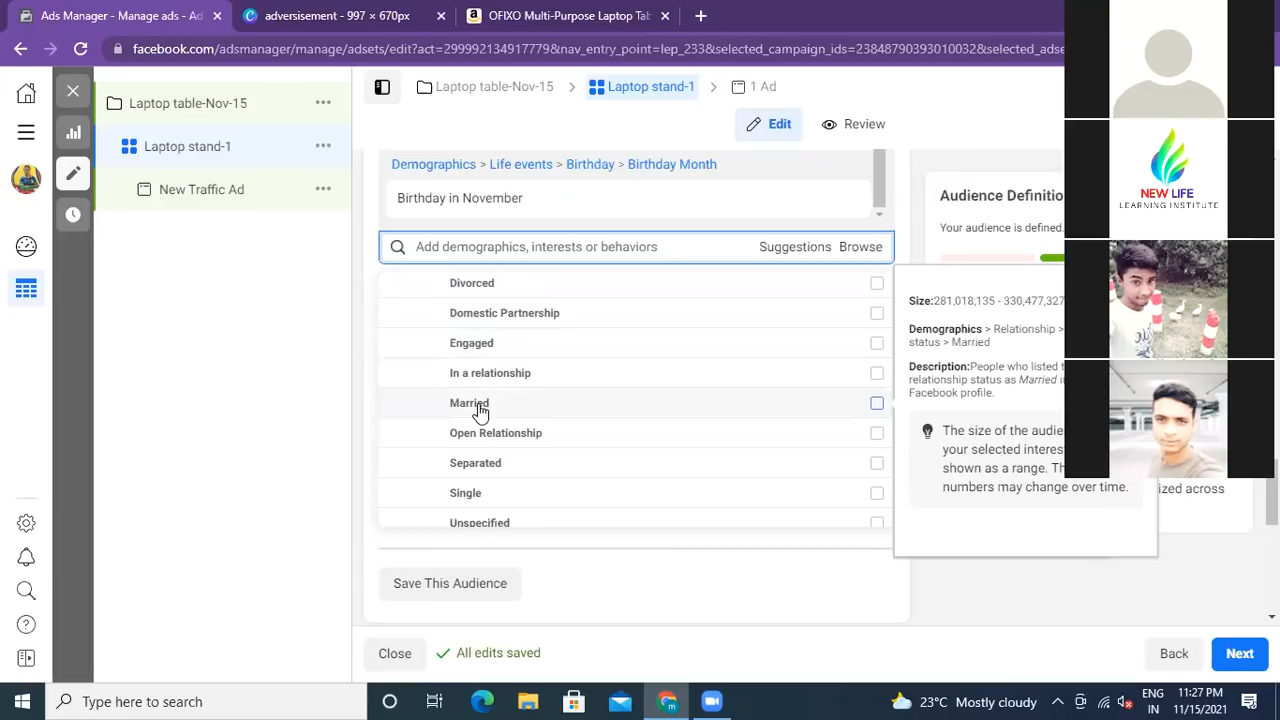 Ads Manager - Manage ads - Ad
adversisement - 997 × 670px
OFIXO Multi-Purpose Laptop Tab
facebook.com/adsmanager/manage/adsets/edit?act=299992134917779&nav_entry_point=lep_233&selected_campaign_ids=23848790393010032&selected_adse
Laptop table-Nov-15
Laptop stand-1
New Traffic Ad
Laptop table-Nov-15
Laptop stand-1
1 Ad
Edit
Review
Demographics > Life events > Birthday > Birthday Month
Birthday in November
Add demographics, interests or behaviors
Suggestions
Browse
Divorced
Domestic Partnership
Engaged
In a relationship
Married
Open Relationship
Separated
Single
Unspecified
Save This Audience
Close
All edits saved
Back
Next
Audience Definitio
Your audience is defined.
Size:281,018,135 - 330,477,327
Demographics > Relationship >
status > Married
Description:People who listed t
relationship status as Married i
Facebook profile.
The size of the audie
your selected interes
shown as a range. Th
numbers may change over time.
ized across
NEW LIFE
LEARNING INSTITUTE
Type here to search
23°C Mostly cloudy
ENG
IN
11:27 PM
11/15/2021